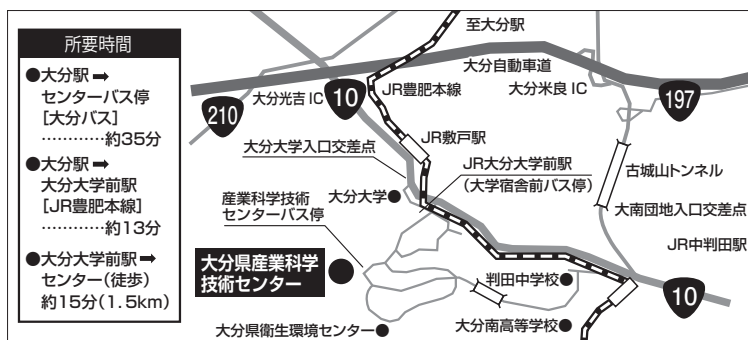 所要時間
●大分駅➡
センターバス停
[大分バス]
…………約35分
●大分駅➡
大分大学前駅
[JR豊肥本線]
…………約13分
●大分大学前駅➡
センター(徒歩)
約15分(1.5km)
至大分駅
大分自動車道
大分光吉IC
10
JR豊肥本線
大分米良IC
210
197
JR敷戸駅
大分大学入口交差点
JR大分大学前駅
(大学宿舎前バス停)
古城山トンネル
大分大学●
産業科学技術
センターバス停
大南団地入口交差点
JR中判田駅
大分県産業科学
技術センター
判田中学校●
10
大分県衛生環境センター●
大分南高等学校●